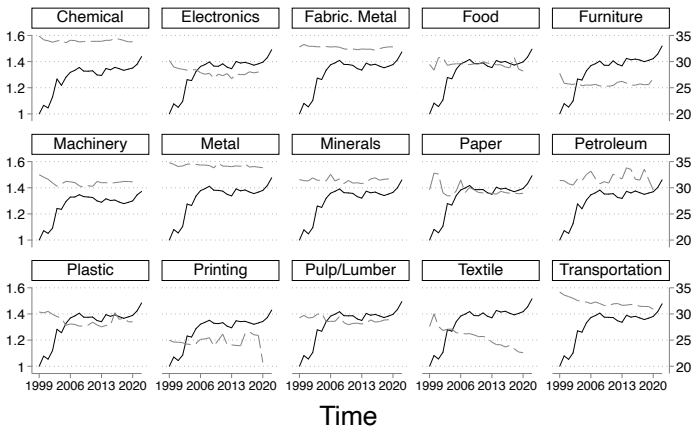 Chemical Electronics Fabric. Metal Food Furniture
1.6 35
1.4 30
1.2 25
1 20
Machinery Metal Minerals Paper Petroleum
1.6 35
1.4 30
1.2 25
1 20
Plastic Printing Pulp/Lumber Textile Transportation
1.6 35
1.4 30
1.2 25
1 20
1999 2006 2013 2020 1999 2006 2013 2020 1999 2006 2013 2020 1999 2006 2013 2020 1999 2006 2013 2020
Time